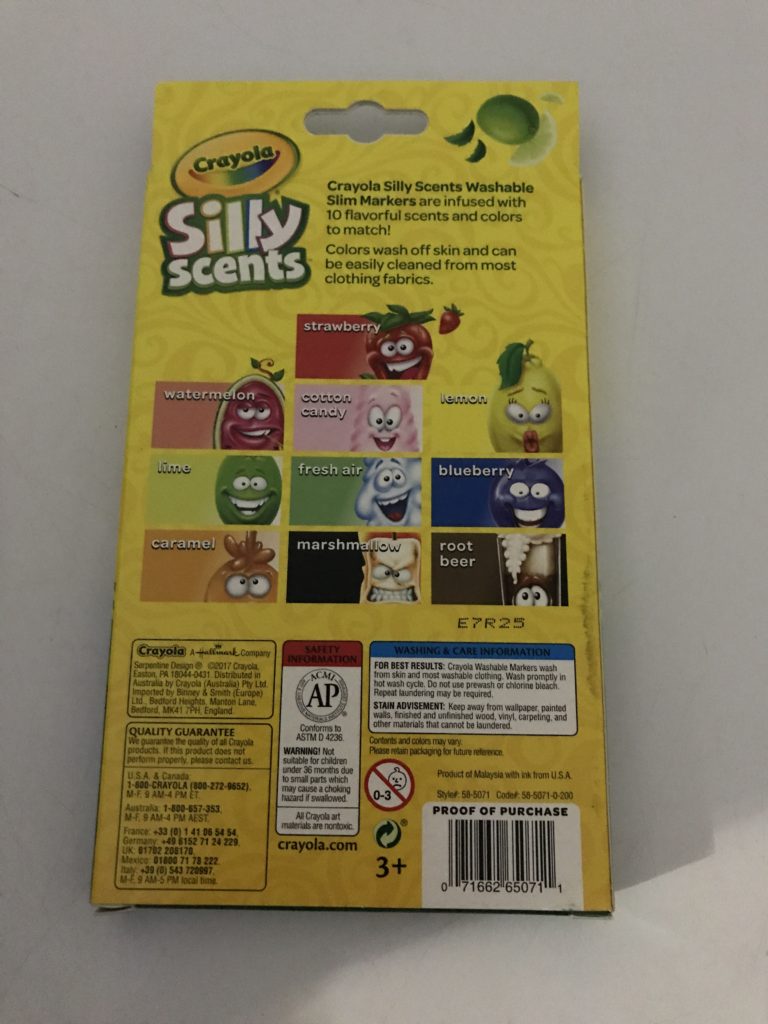 Crayola
Silly
Scents
Crayola Silly Scents Washable
Slim Markers are infused with
10 flavorful scents and colors
to match!
Colors wash off skin and can
be easily cleaned from most
clothing fabrics.
strawberry
watermelon
cotton
candy
lemon
lime
fresh air
blueberry
caramel
marshmallow
root
beer
E7R25
Crayola A Hallmark Company
Serpentine Design ® ©2017 Crayola,
Easton, PA 18044-0431. Distributed in
Australia by Crayola (Australia) Pty Ltd.
Imported by Binney & Smith (Europe)
Ltd., Bedford Heights, Manton Lane,
Bedford, MK41 7PH, England.
QUALITY GUARANTEE
We guarantee the quality of all Crayola
products. If this product does not
perform properly, please contact us.
U.S.A. & Canada
1-800-CRAYOLA (800-272-9652).
M-F, 9 AM-4 PM ET.
Australia: 1-800-657-353.
M-F, 9 AM-4 PM AEST.
France: +33 (0) 1 41 06 54 54.
Germany: +49 6152 71 24 229.
UK: 01702 208170.
Mexico: 01800 71 78 222.
Italy: +39 (0) 543 720997.
M-F, 9 AM-5 PM local time.
SAFETY
INFORMATION
ACMI
AP
®
Conforms to
ASTM D 4236.
WARNING! Not
suitable for children
under 36 months due
to small parts which
may cause a choking
hazard if swallowed.
All Crayola art
materials are nontoxic.
crayola.com
WASHING & CARE INFORMATION
FOR BEST RESULTS: Crayola Washable Markers wash
from skin and most washable clothing. Wash promptly in
hot wash cycle. Do not use prewash or chlorine bleach.
Repeat laundering may be required.
STAIN ADVISEMENT: Keep away from wallpaper, painted
walls, finished and unfinished wood, vinyl, carpeting, and
other materials that cannot be laundered.
Contents and colors may vary.
Please retain packaging for future reference.
0-3
®
3+
Product of Malaysia with ink from U.S.A.
Style#: 58-5071 Code#: 58-5071-0-200
PROOF OF PURCHASE
0 71662 65071 1